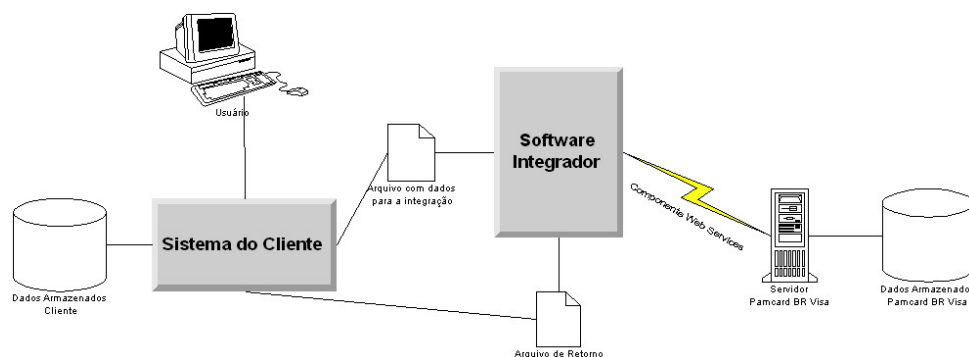 Usuário
Software
Integrador
Arquivo com dados
para a integração
Componente Web Services
Sistema do Cliente
Dados Armazenados
Cliente
Servidor
Pamcard BR Visa
Dados Armazenados
Pamcard BR Visa
Arquivo de Retorno